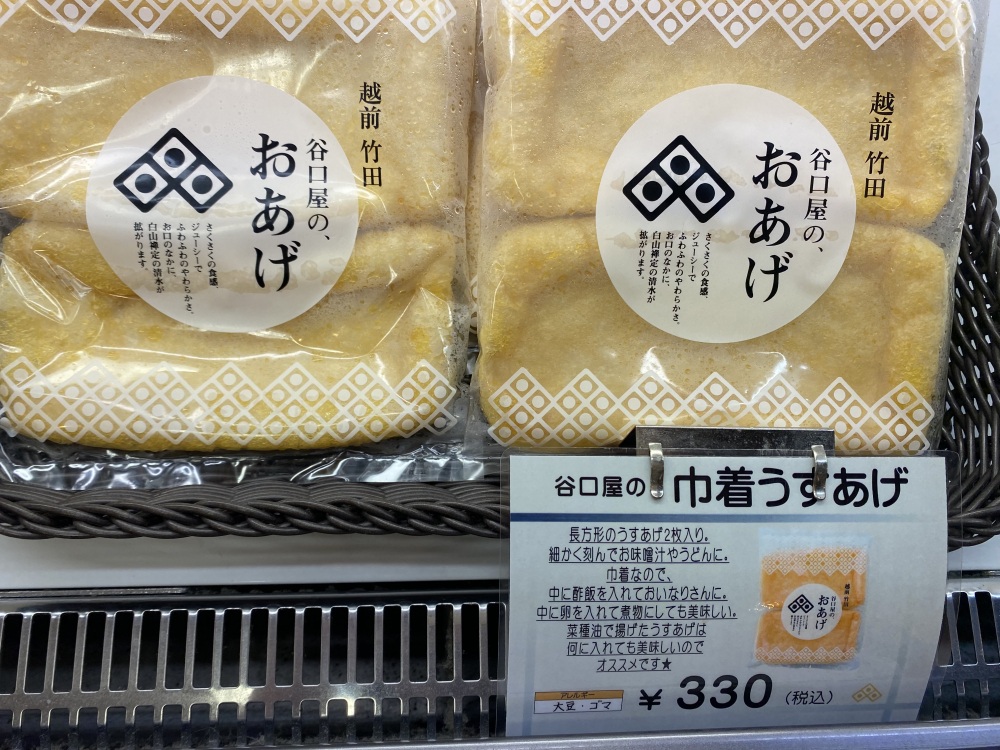 越前 竹田
谷口屋の、
おあげ
さくさくの食感、
ジューシーで
ふわふわのやわらかさ。
お口のなかに、
白山禅定の清水が
拡がります。
越前 竹田
谷口屋の、
おあげ
さくさくの食感、
ジューシーで
ふわふわのやわらかさ。
お口のなかに、
白山禅定の清水が
拡がります。
谷口屋の 巾着うすあげ
長方形のうすあげ2枚入り。
細かく刻んでお味噌汁やうどんに。
巾着なので、
中に酢飯を入れておいなりさんに。
中に卵を入れて煮物にしても美味しい。
菜種油で揚げたうすあげは
何に入れても美味しいので
オススメです★
越前 竹田
谷口屋の、
おあげ
アレルギー
大豆・ゴマ
¥ 330 (税込)